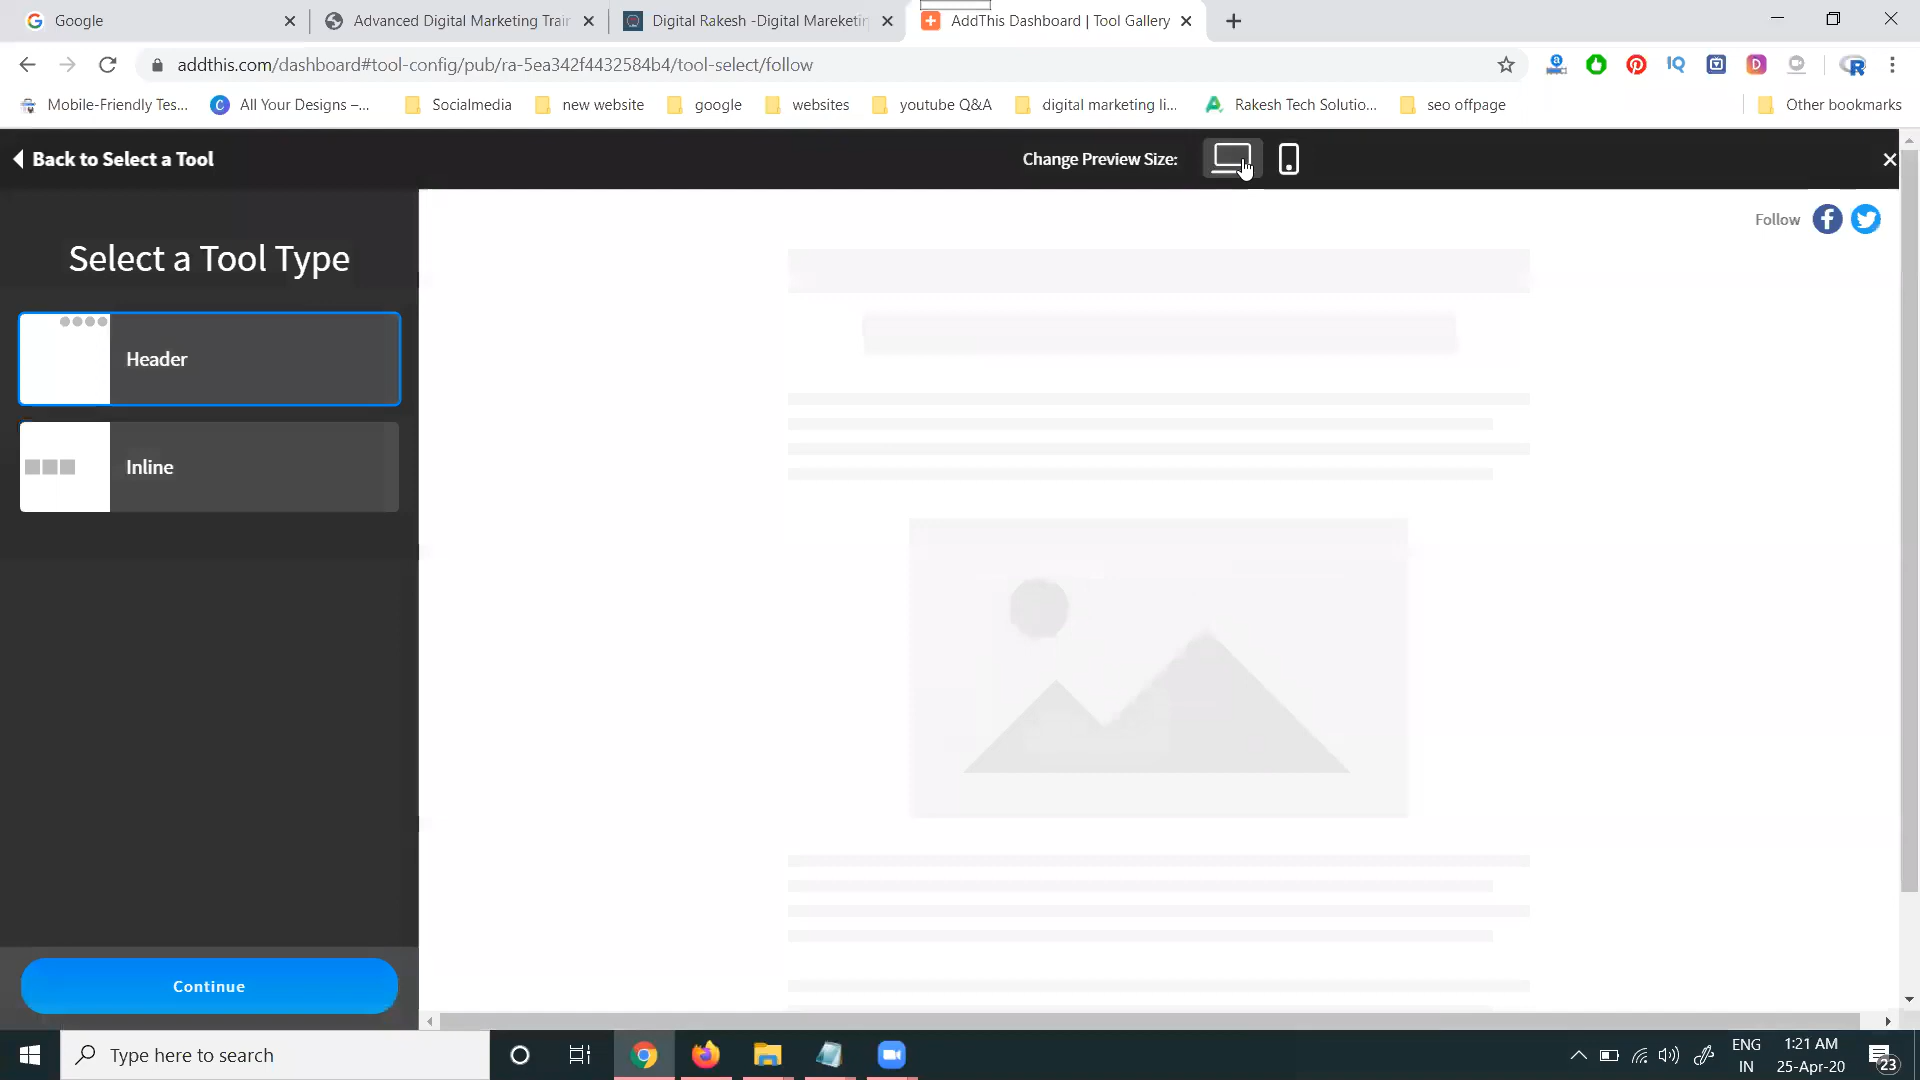 Google
Advanced Digital Marketing Trai
Digital Rakesh -Digital Mareketin
AddThis Dashboard | Tool Gallery
addthis.com/dashboard#tool-config/pub/ra-5ea342f4432584b4/tool-select/follow
Mobile-Friendly Tes...
All Your Designs –...
Socialmedia
new website
google
websites
youtube Q&A
digital marketing li...
Rakesh Tech Solutio...
seo offpage
Other bookmarks
Back to Select a Tool
Change Preview Size:
Follow
Select a Tool Type
Header
Inline
Continue
Type here to search
ENG
IN
1:21 AM
25-Apr-20
23